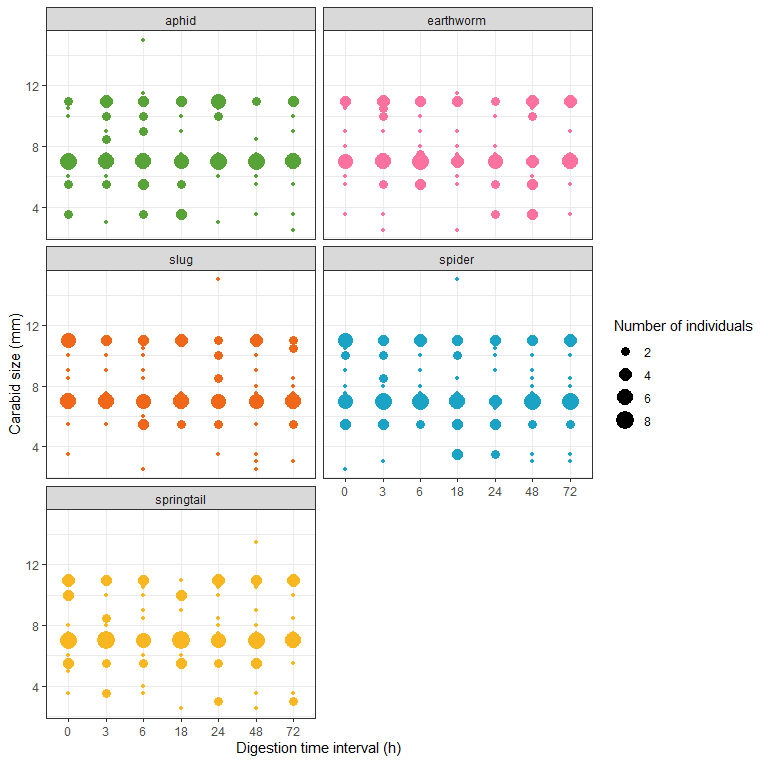 aphid
earthworm
12
8
4
slug
spider
12
8
4
Carabid size (mm)
Number of individuals
2
4
6
8
0 3 6 18 24 48 72
springtail
12
8
4
0 3 6 18 24 48 72
Digestion time interval (h)